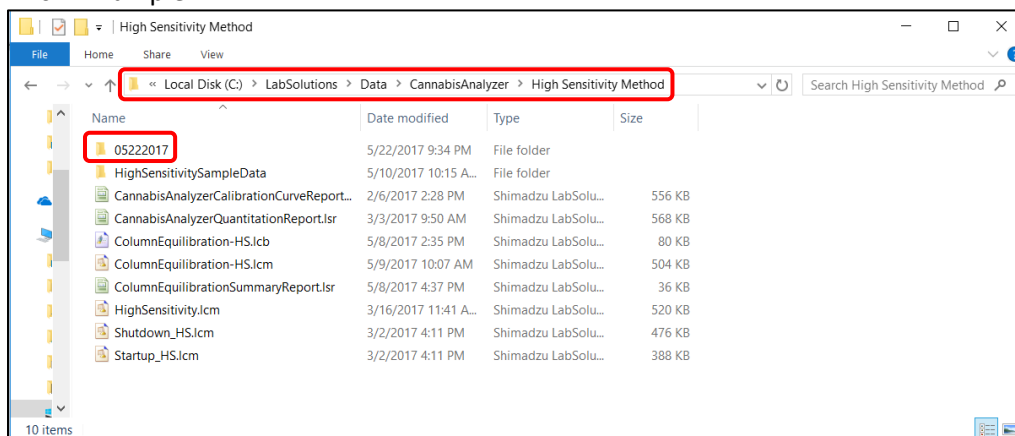 High Sensitivity Method
File Home Share View
« Local Disk (C:) > LabSolutions > Data > CannabisAnalyzer > High Sensitivity Method
Search High Sensitivity Method
Name Date modified Type Size
05222017 5/22/2017 9:34 PM File folder
HighSensitivitySampleData 5/10/2017 10:15 A... File folder
CannabisAnalyzerCalibrationCurveReport... 2/6/2017 2:28 PM Shimadzu LabSolu... 556 KB
CannabisAnalyzerQuantitationReport.lsr 3/3/2017 9:50 AM Shimadzu LabSolu... 568 KB
ColumnEquilibration-HS.lcb 5/8/2017 2:35 PM Shimadzu LabSolu... 80 KB
ColumnEquilibration-HS.lcm 5/9/2017 10:07 AM Shimadzu LabSolu... 504 KB
ColumnEquilibrationSummaryReport.lsr 5/8/2017 4:37 PM Shimadzu LabSolu... 36 KB
HighSensitivity.lcm 3/16/2017 11:41 A... Shimadzu LabSolu... 520 KB
Shutdown_HS.lcm 3/2/2017 4:11 PM Shimadzu LabSolu... 476 KB
Startup_HS.lcm 3/2/2017 4:11 PM Shimadzu LabSolu... 388 KB
10 items